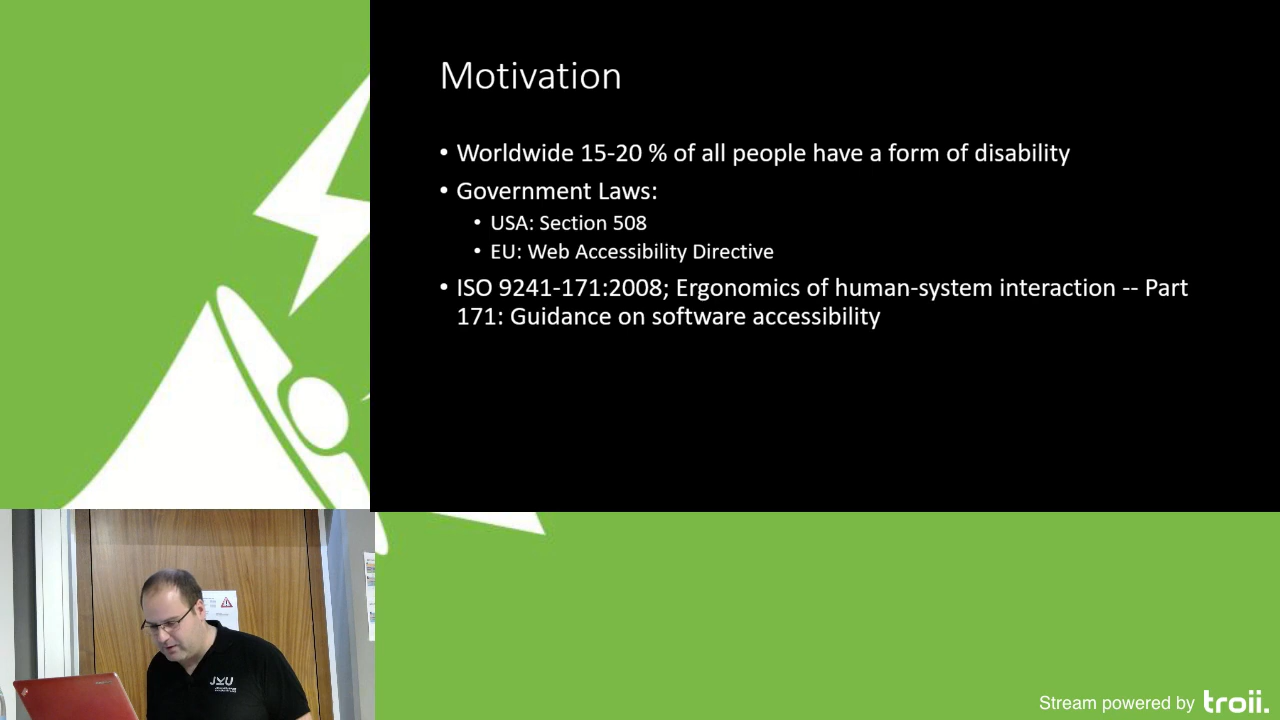 Motivation
• Worldwide 15-20 % of all people have a form of disability
• Government Laws:
• USA: Section 508
• EU: Web Accessibility Directive
• ISO 9241-171:2008; Ergonomics of human-system interaction -- Part
171: Guidance on software accessibility
JKU
Stream powered by troii.